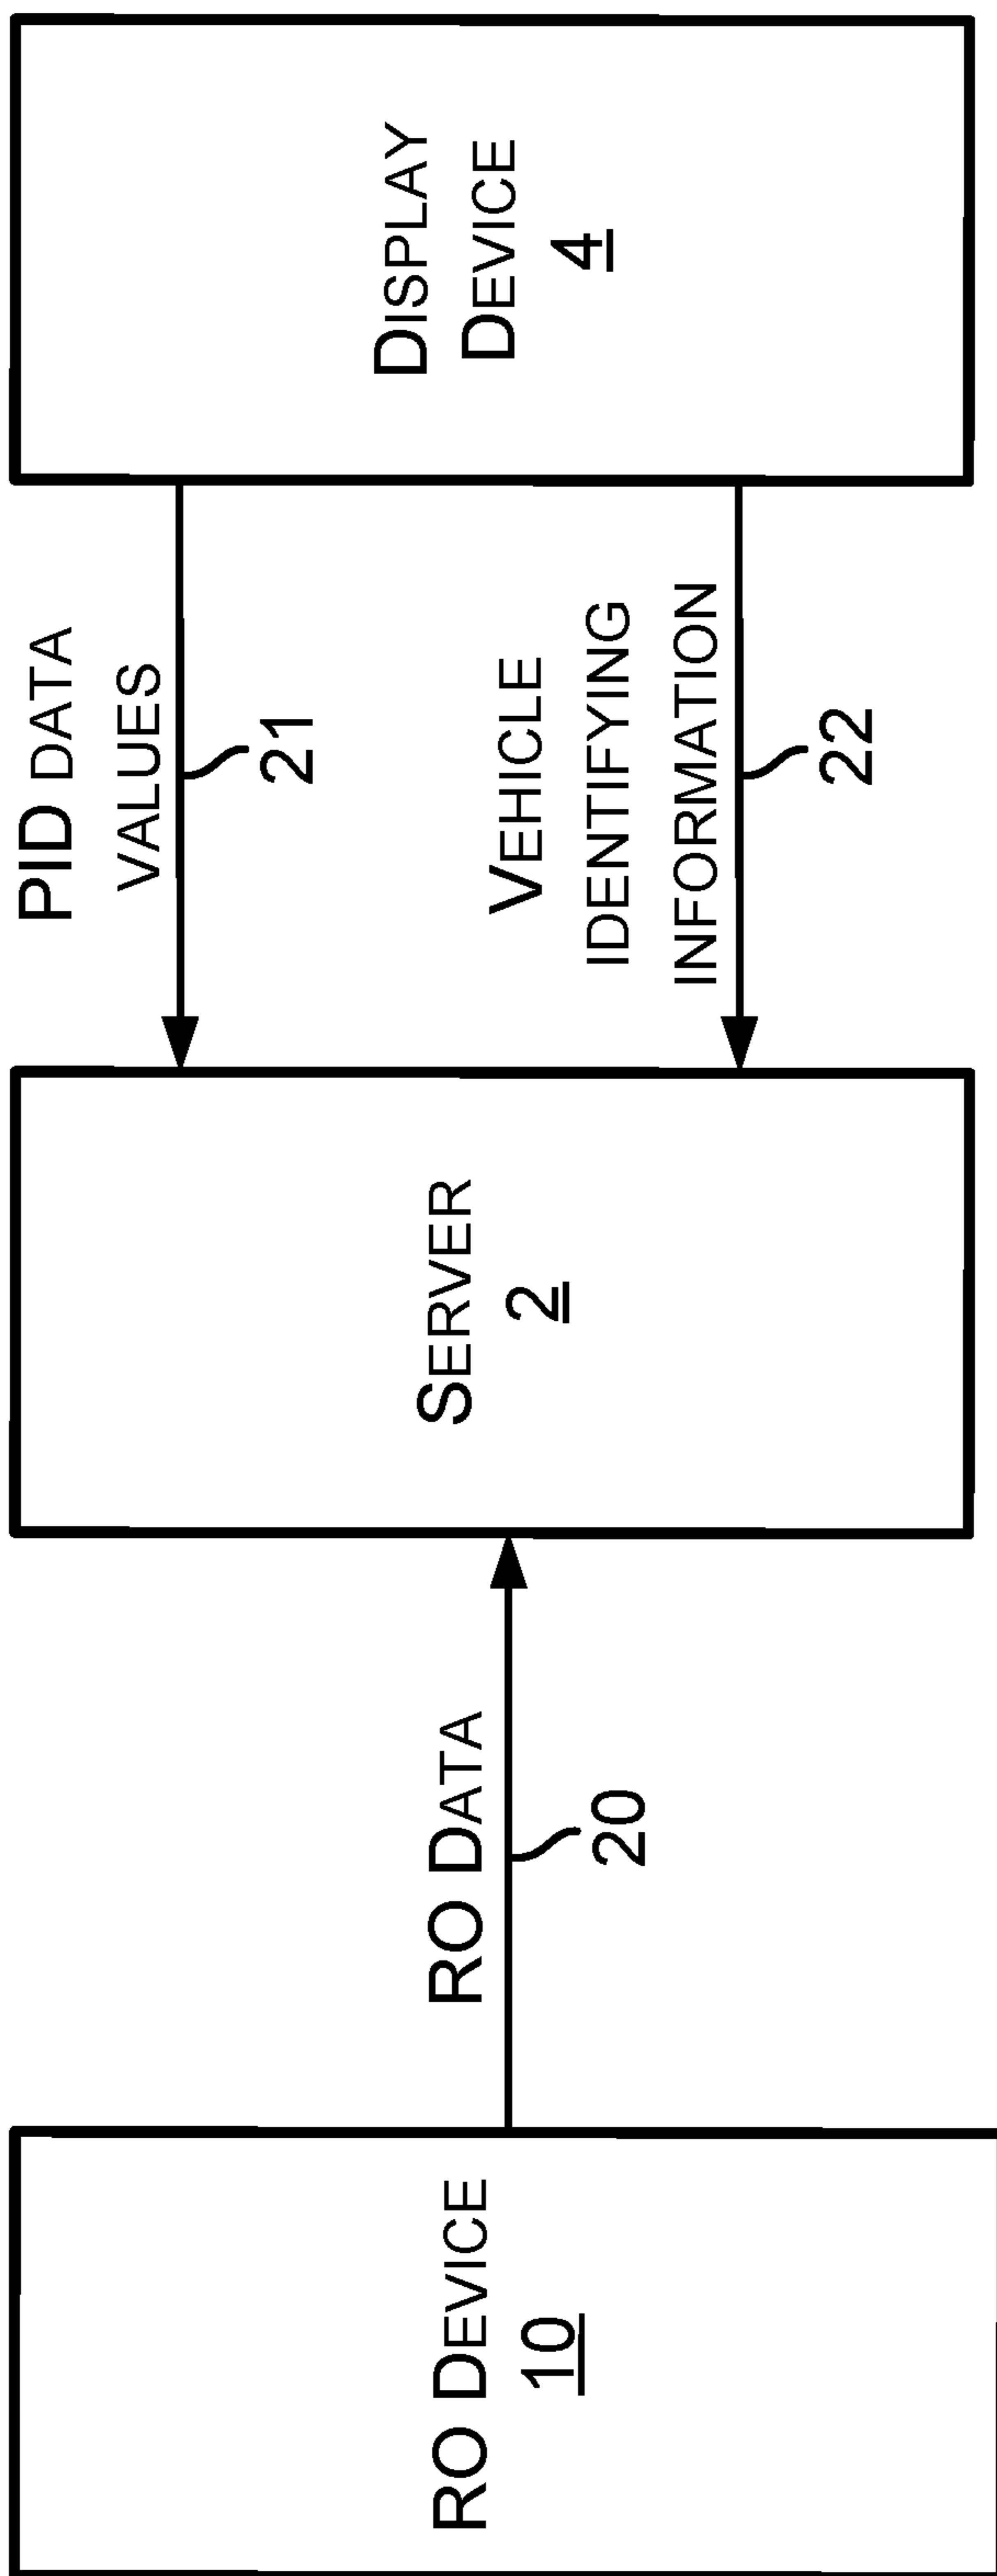 RO DEVICE
10
RO DATA
20
SERVER
2
PID DATA
VALUES
21
VEHICLE
IDENTIFYING
INFORMATION
22
DISPLAY
DEVICE
4